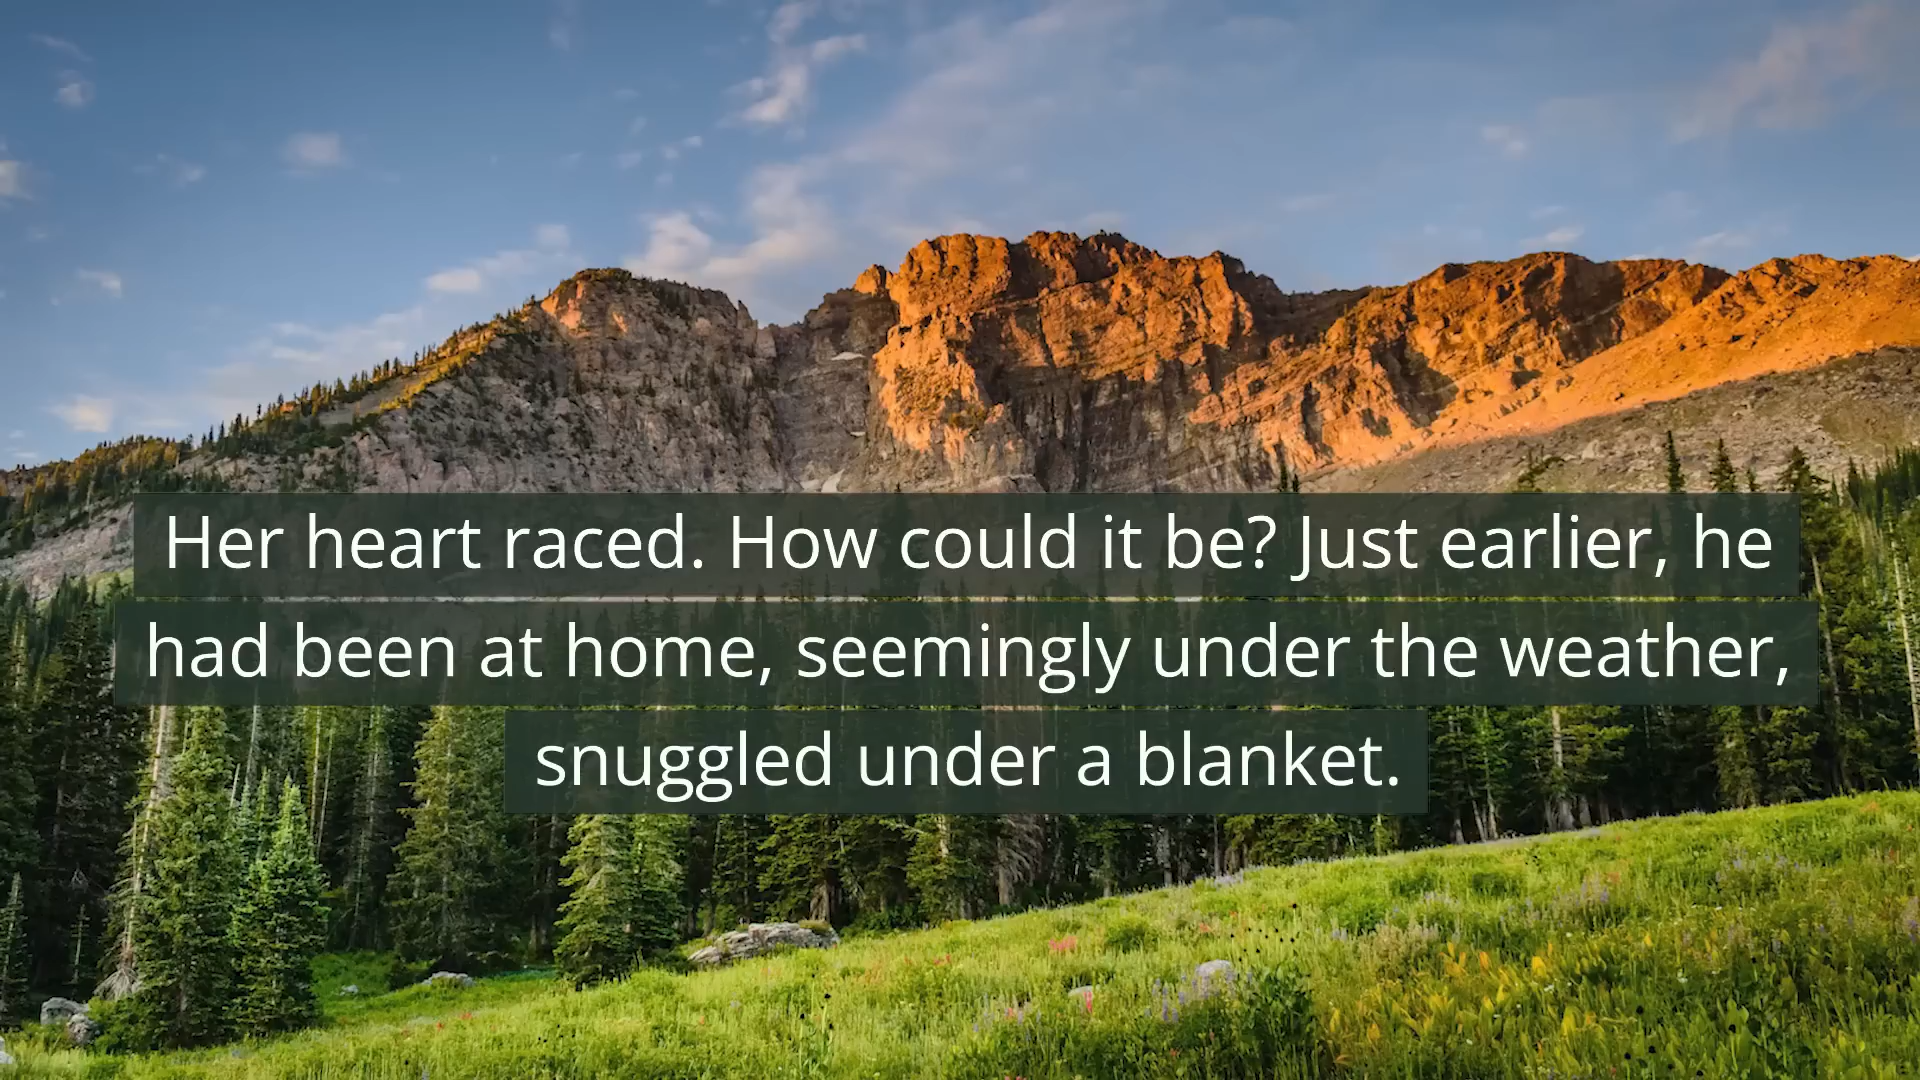 Her heart raced. How could it be? Just earlier, he
had been at home, seemingly under the weather,
snuggled under a blanket.